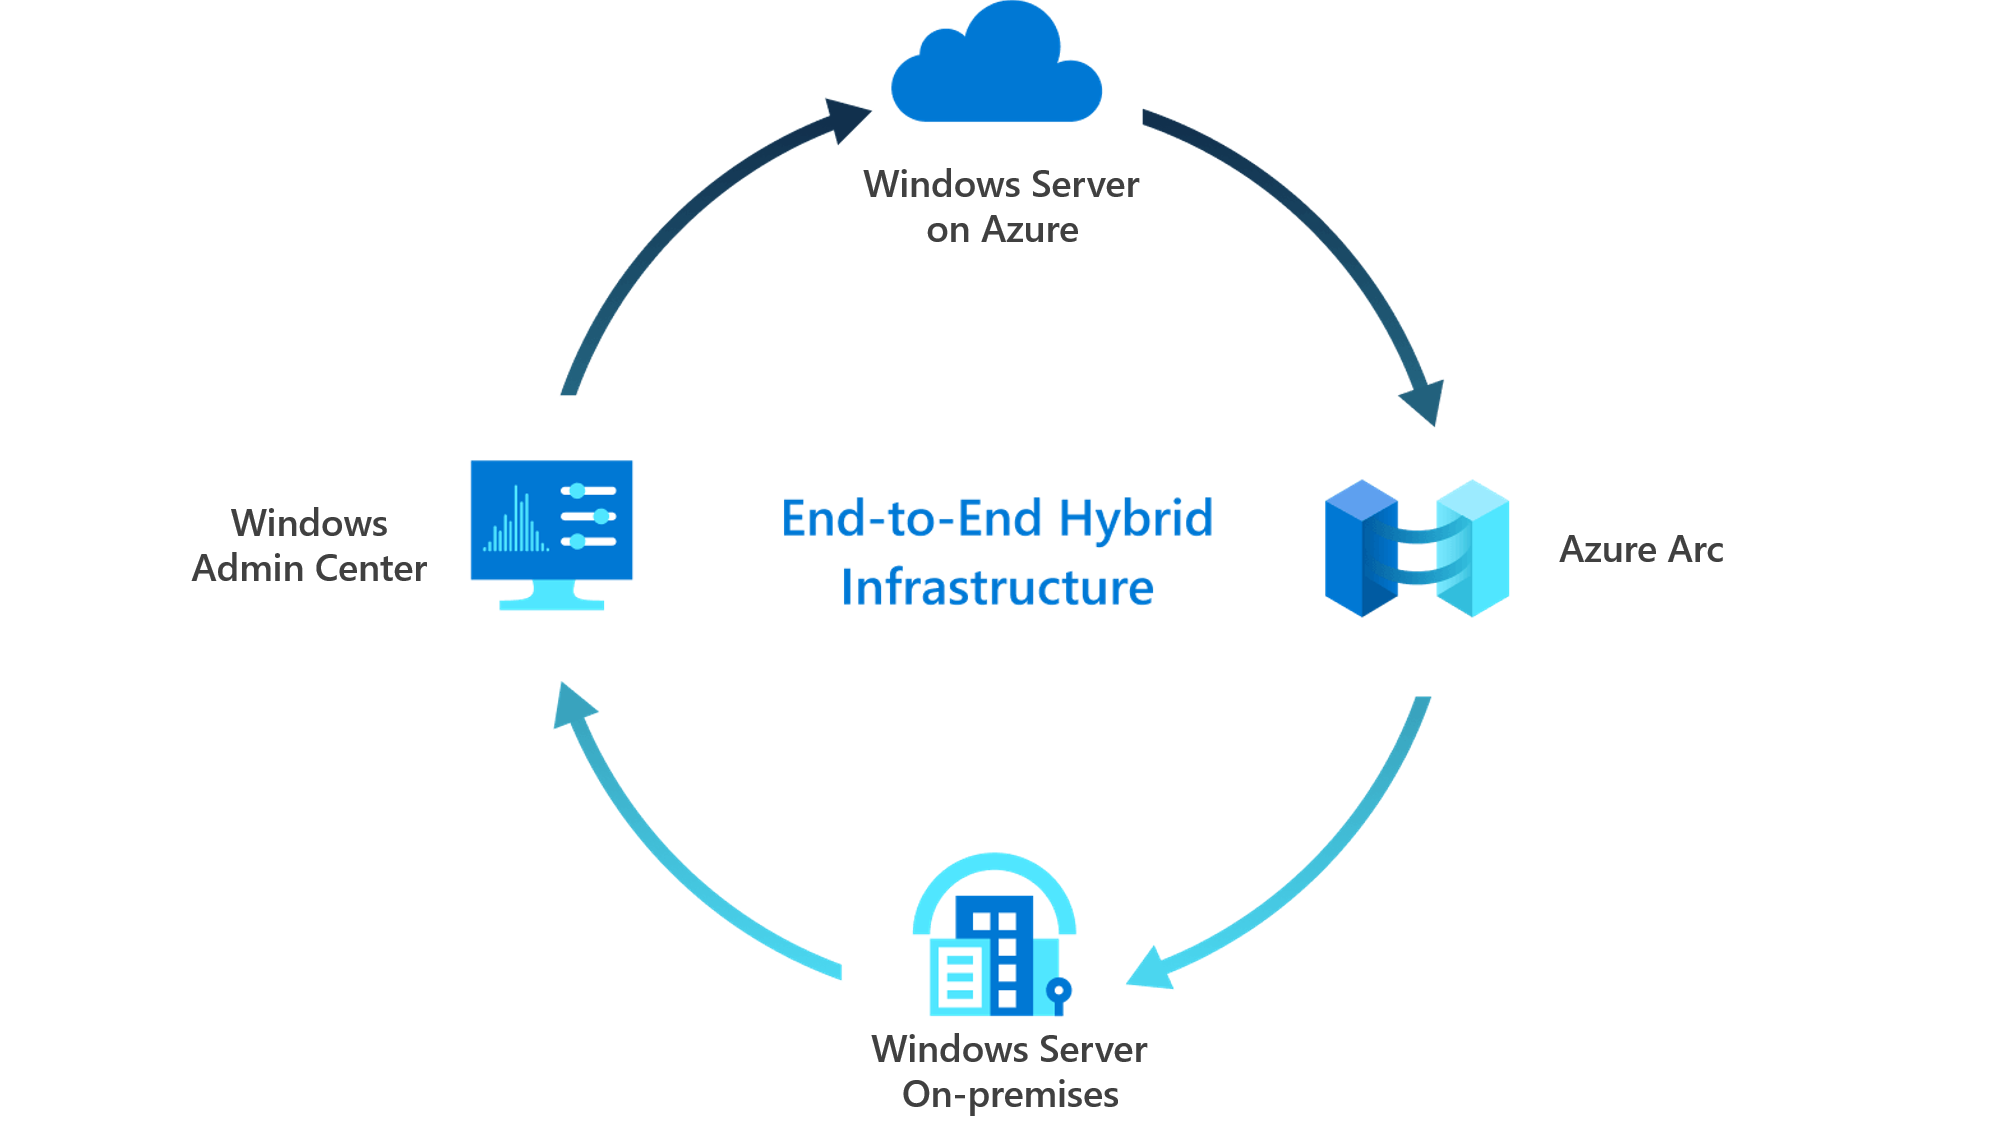 Windows Server
on Azure
Windows
Admin Center
End-to-End Hybrid
Infrastructure
Azure Arc
Windows Server
On-premises